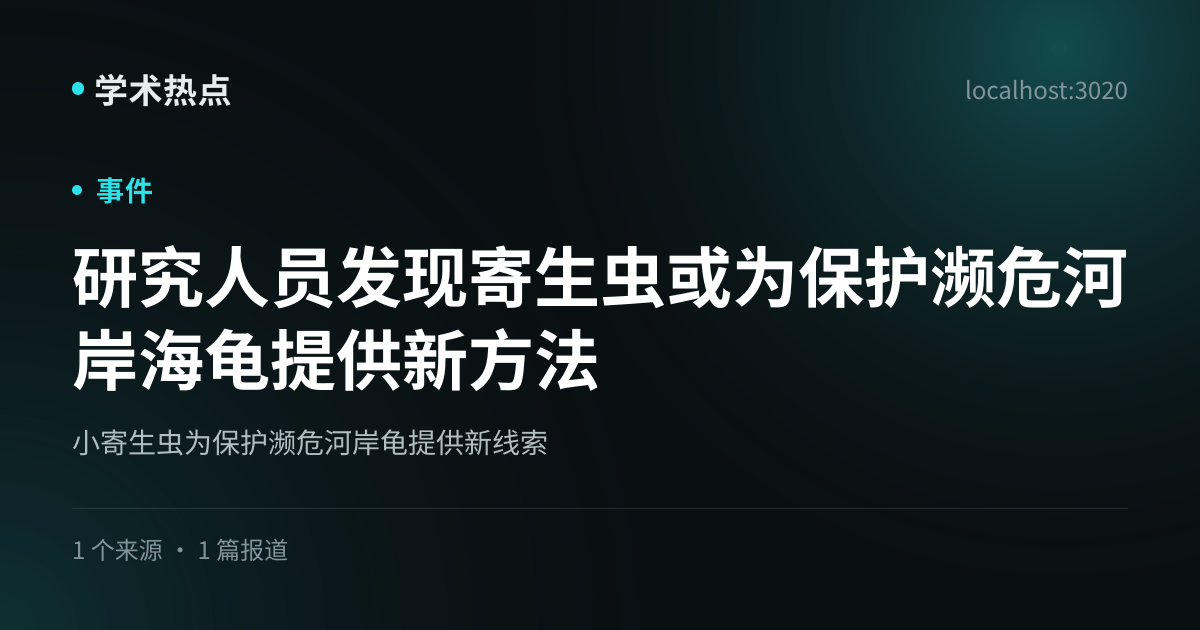 学术热点
localhost:3020
事件
研究人员发现寄生虫或为保护濒危河
岸海龟提供新方法
小寄生虫为保护濒危河岸龟提供新线索
1 个来源 · 1 篇报道